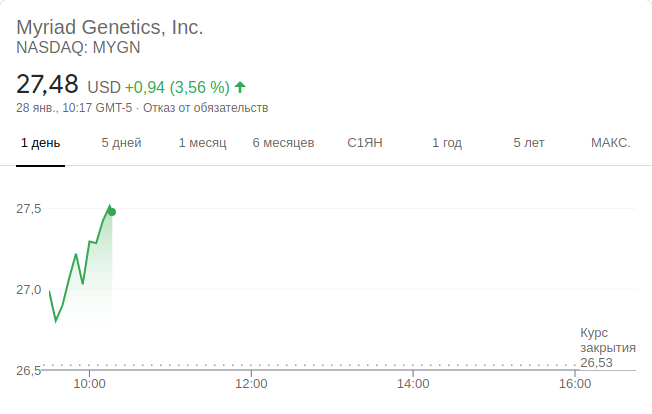 Myriad Genetics, Inc.
NASDAQ: MYGN
27,48 USD +0,94 (3,56 %)
28 янв., 10:17 GMT-5 · Отказ от обязательств
1 день 5 дней 1 месяц 6 месяцев С1ЯН 1 год 5 лет МАКС.
27,5
27,0
Курс
закрытия
26,53
26,5
10:00 12:00 14:00 16:00